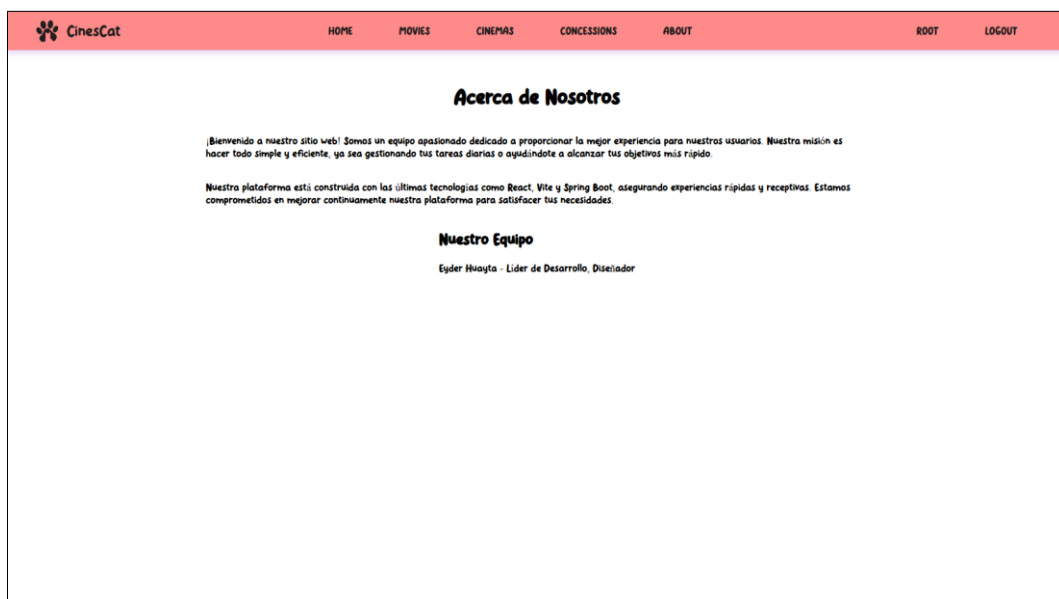 CinesCat
HOME MOVIES CINEMAS CONCESSIONS ABOUT ROOT LOGOUT
Acerca de Nosotros
¡Bienvenido a nuestro sitio web! Somos un equipo apasionado dedicado a proporcionar la mejor experiencia para nuestros usuarios. Nuestra misión es
hacer todo simple y eficiente, ya sea gestionando tus tareas diarias o ayudándote a alcanzar tus objetivos más rápido.
Nuestra plataforma está construida con las últimas tecnologías como React, Vite y Spring Boot, asegurando experiencias rápidas y receptivas. Estamos
comprometidos en mejorar continuamente nuestra plataforma para satisfacer tus necesidades.
Nuestro Equipo
Eyder Huayta - Líder de Desarrollo, Diseñador